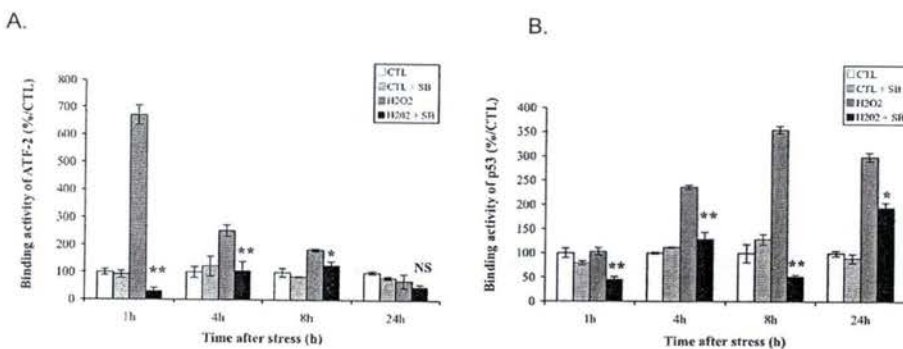 A.
B.
Binding activity of ATF-2 (%/CTL)
800
700
600
500
400
300
200
100
0
CTL
CTL + SB
H2O2
H202 + SB
**
**
*
NS
1h
4h
8h
24h
Time after stress (h)
Binding activity of p53 (%/CTL)
400
350
300
250
200
150
100
50
0
CTL
CTL + SB
H2O2
H202 + SB
**
**
**
*
1h
4h
8h
24h
Time after stress (h)